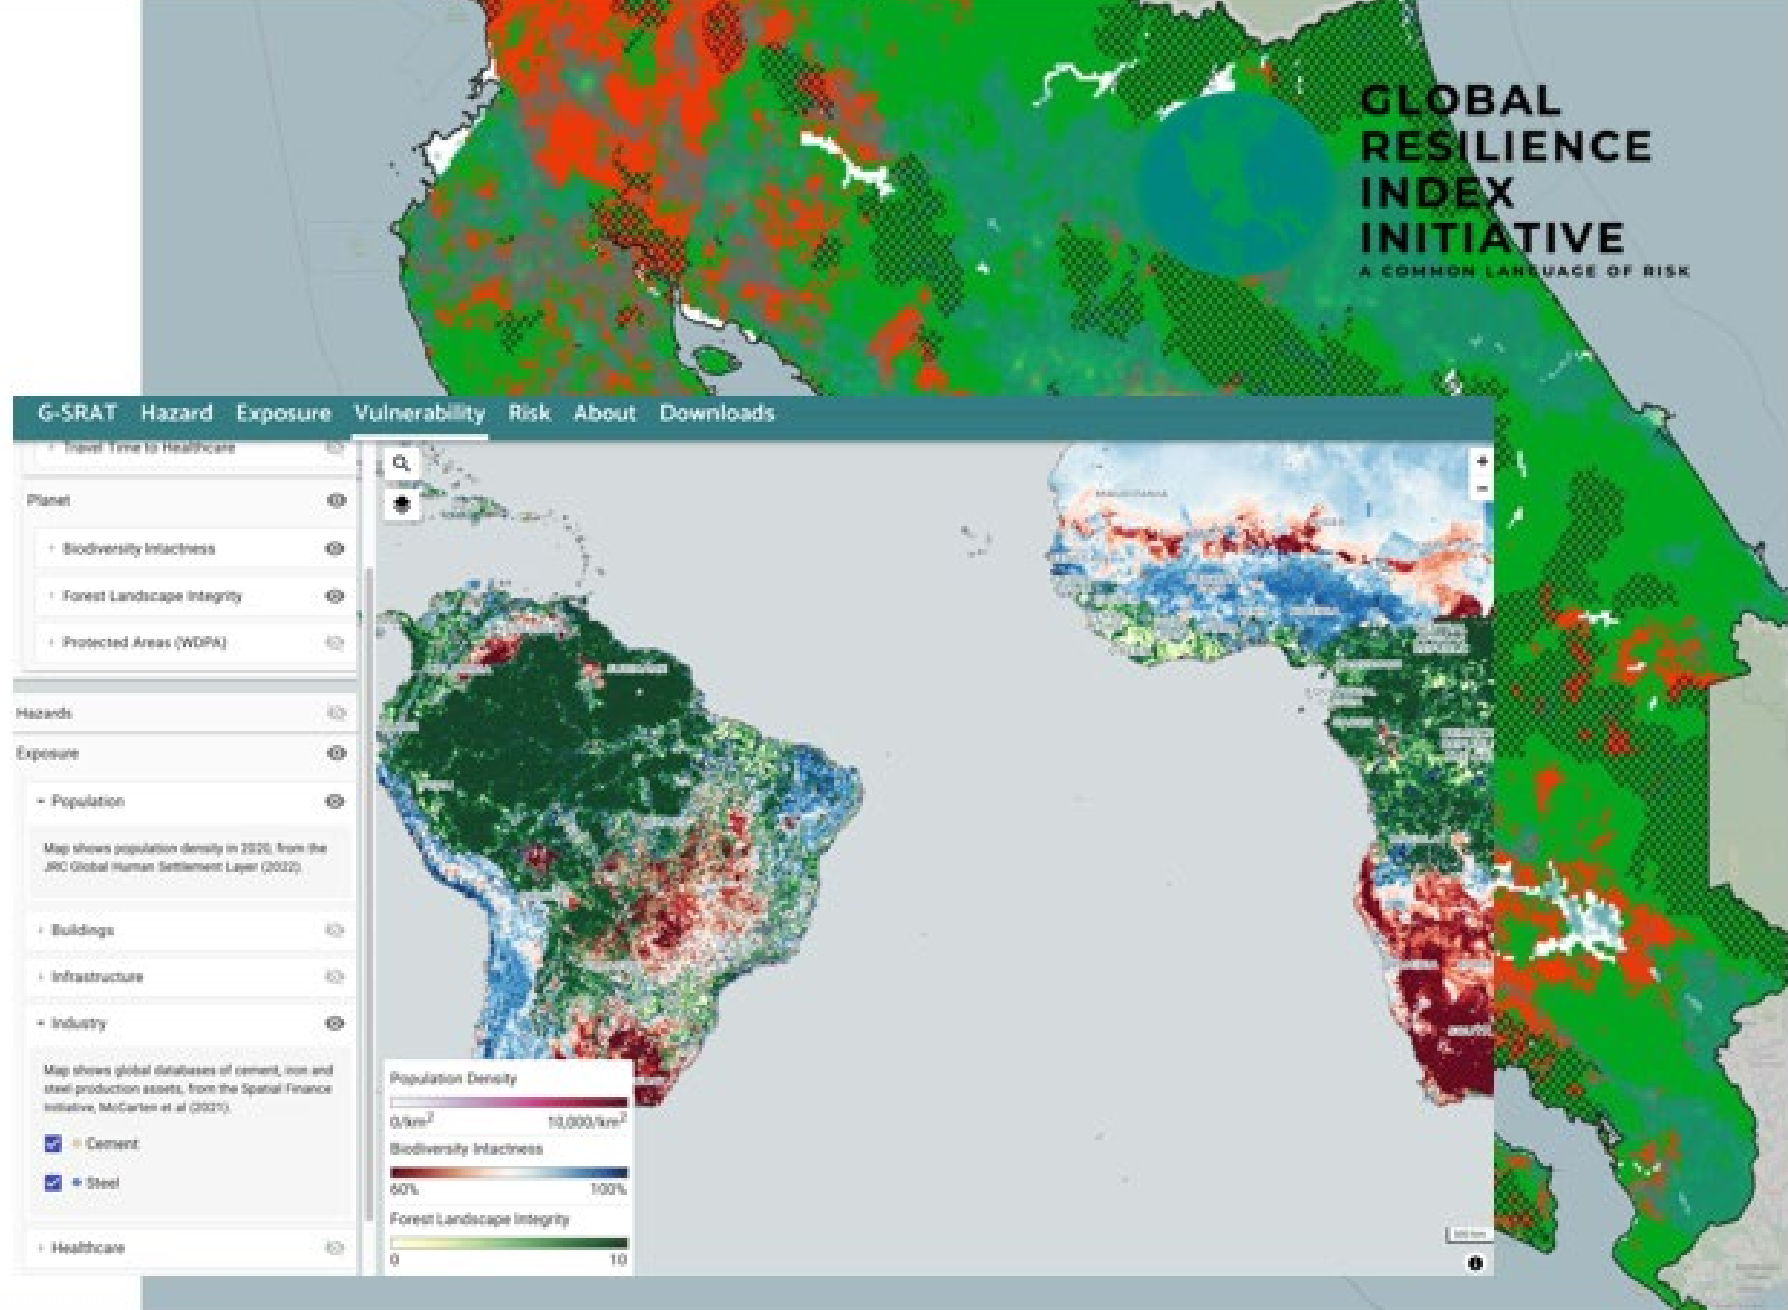 GLOBAL
RESILIENCE
INDEX
INITIATIVE
A COMMON LANGUAGE OF RISK
G-SRAT Hazard Exposure Vulnerability Risk About Downloads
Travel Time to Healthcare
Planet
Biodiversity Intactness
Forest Landscape Integrity
Protected Areas (WDPA)
Hazards
Exposure
Population
Map shows population density in 2020, from the
JRC Global Human Settlement Layer (2022).
Buildings
Infrastructure
Industry
Map shows global databases of cement, iron and
steel production assets, from the Spatial Finance
Initiative, McCarten et al (2021).
Cement
Steel
Healthcare
Population Density
0/km² 10,000/km²
Biodiversity Intactness
60% 100%
Forest Landscape Integrity
0 10